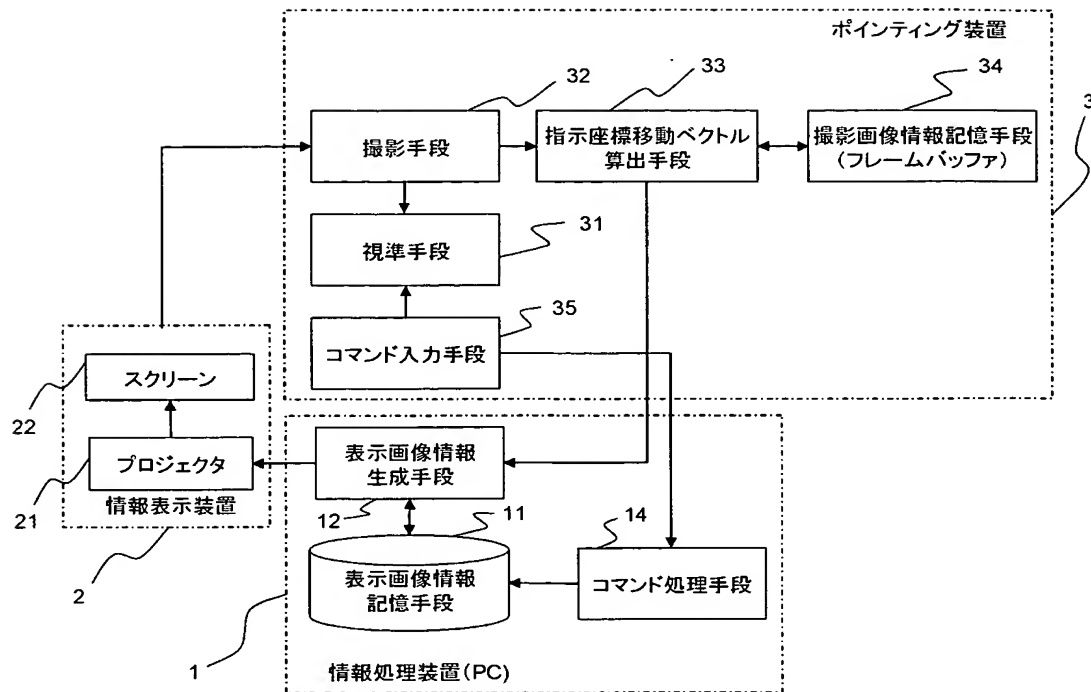 ポインティング装置
32
33
34
3
撮影手段
指示座標移動ベクトル
算出手段
撮影画像情報記憶手段
(フレームバッファ)
31
視準手段
35
コマンド入力手段
スクリーン
22
プロジェクタ
21
情報表示装置
2
表示画像情報
生成手段
12
11
14
表示画像情報
記憶手段
コマンド処理手段
1
情報処理装置(PC)